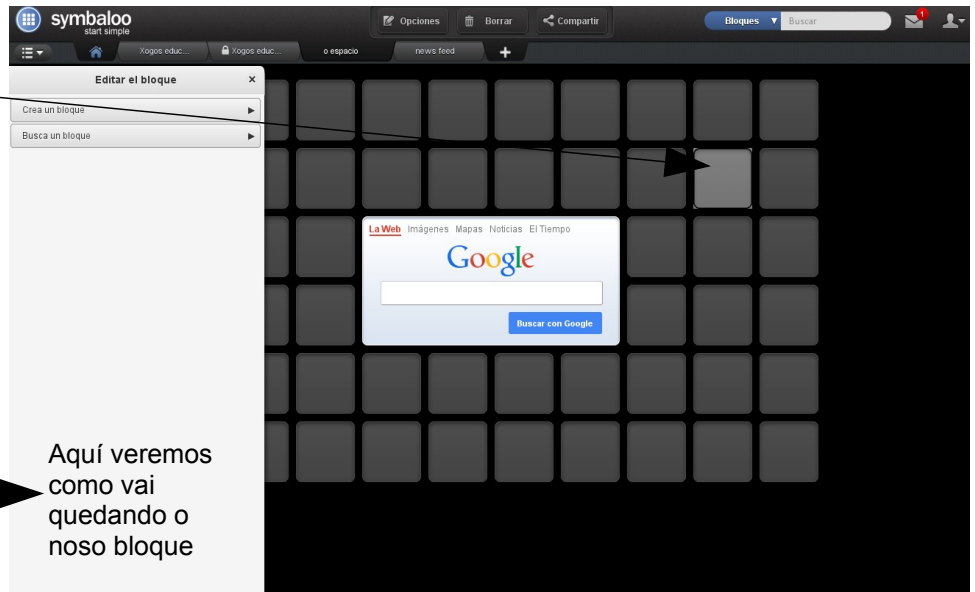 symbaloo
start simple
Opciones
Borrar
Compartir
Bloques
Buscar
1
Xogos educ...
Xogos educ...
o espacio
news feed
Editar el bloque
Crea un bloque
Busca un bloque
La Web Imágenes Mapas Noticias El Tiempo
Google
Buscar con Google
Aquí veremos
como vai
quedando o
noso bloque